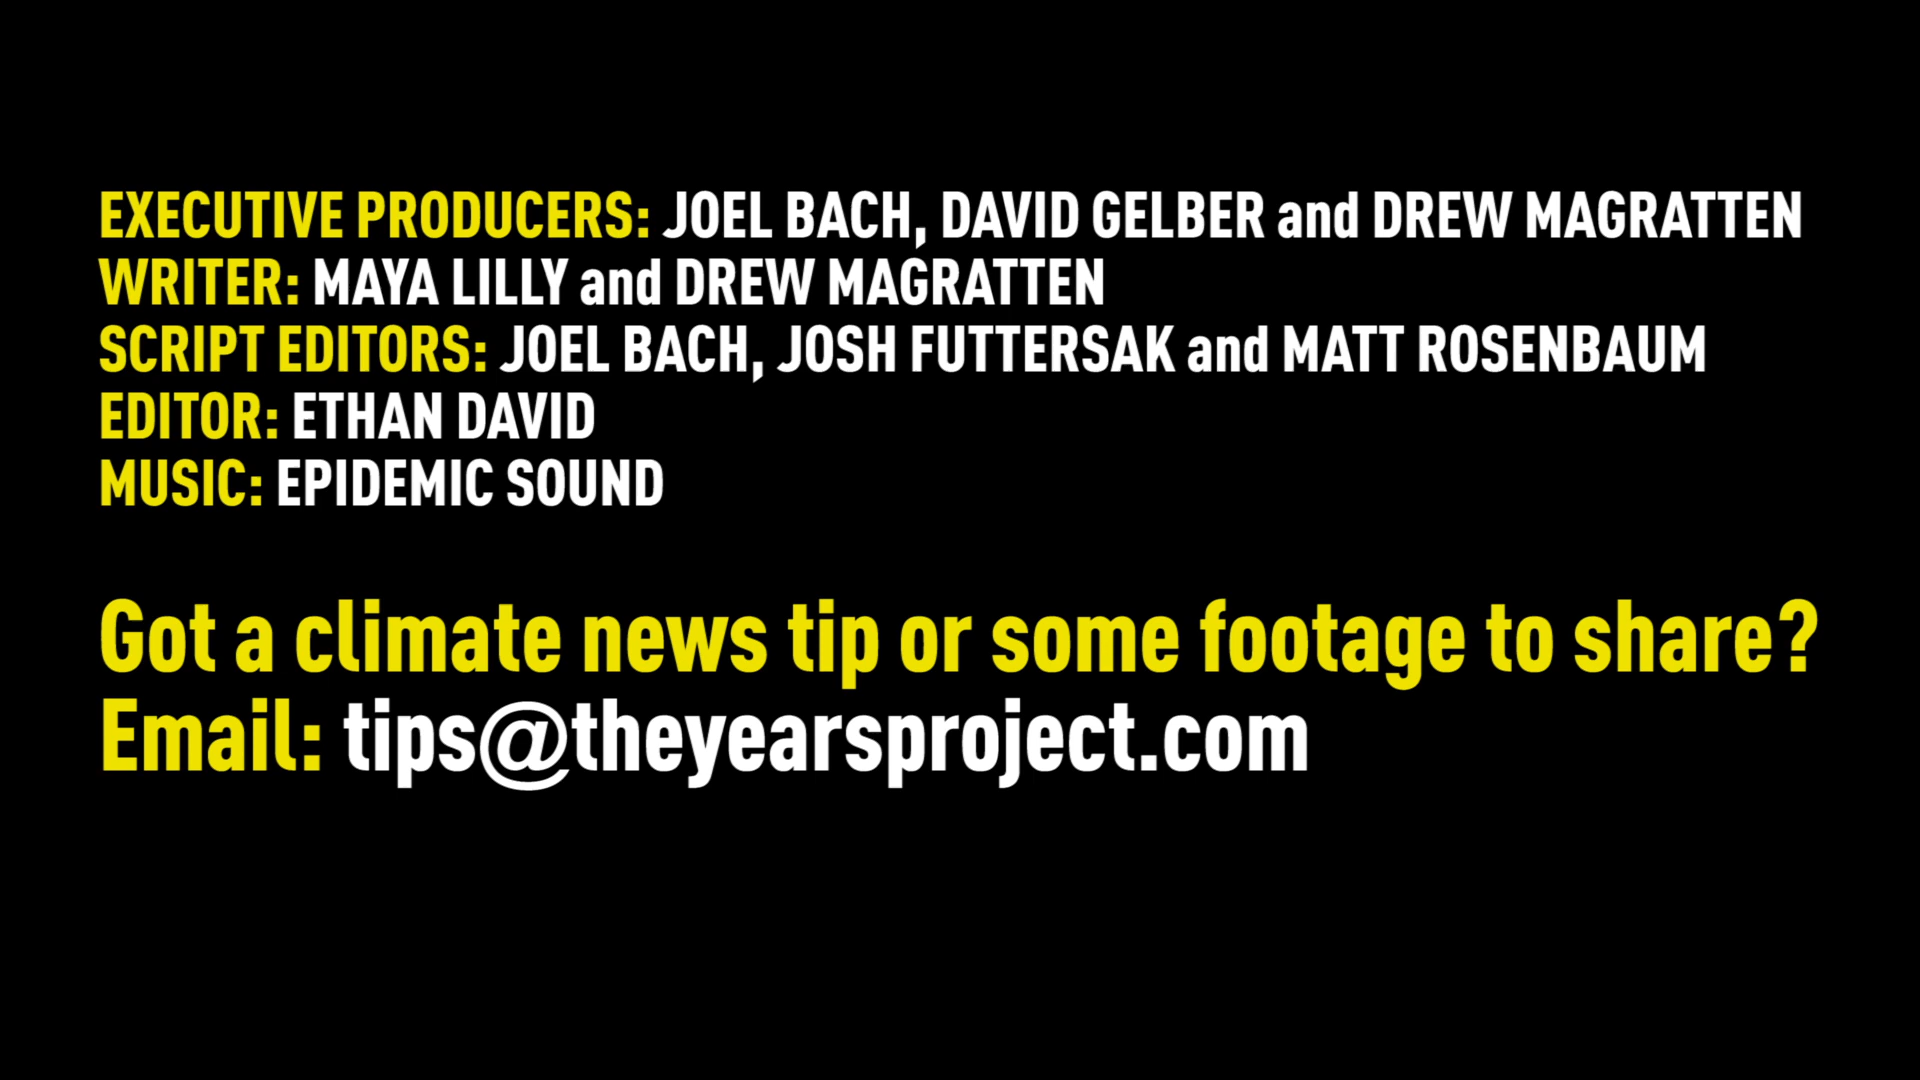 EXECUTIVE PRODUCERS: JOEL BACH, DAVID GELBER and DREW MAGRATTEN
WRITER: MAYA LILLY and DREW MAGRATTEN
SCRIPT EDITORS: JOEL BACH, JOSH FUTTERSAK and MATT ROSENBAUM
EDITOR: ETHAN DAVID
MUSIC: EPIDEMIC SOUND
Got a climate news tip or some footage to share?
Email: tips@theyearsproject.com